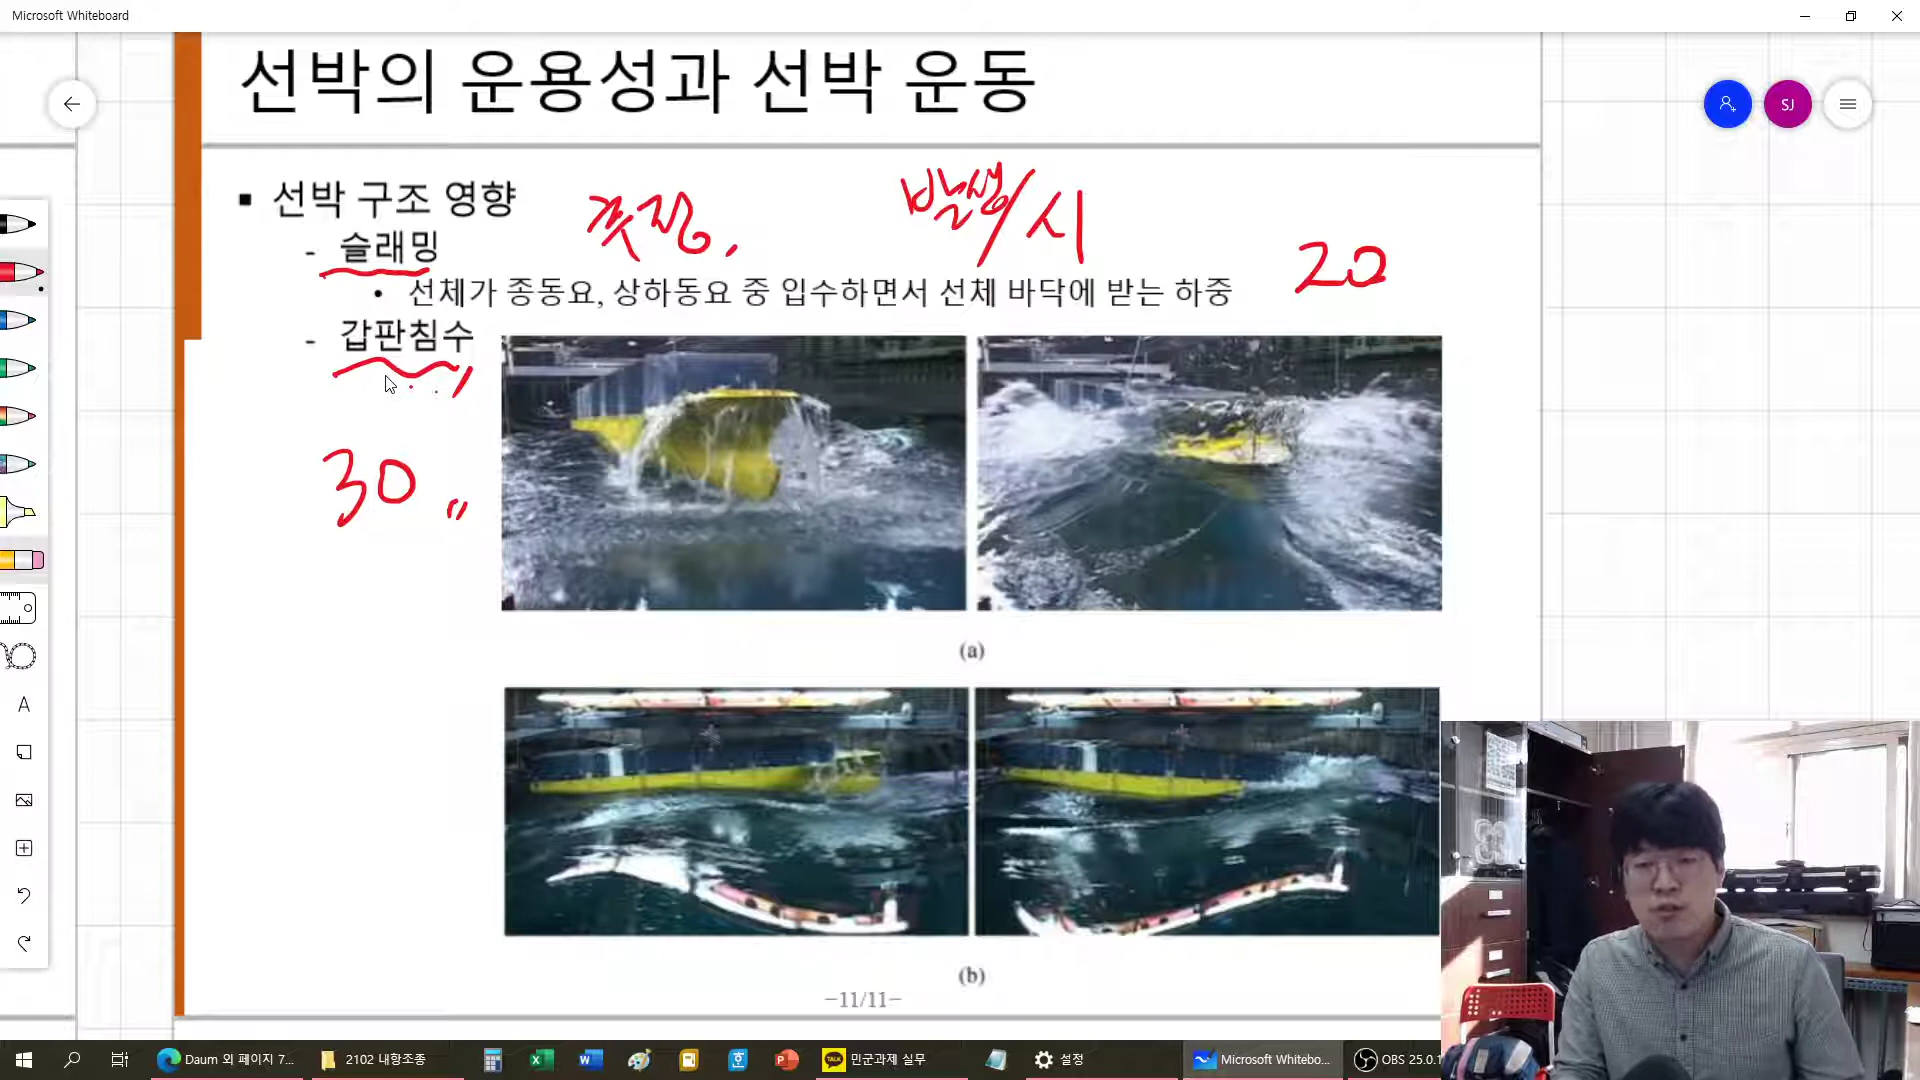 Microsoft Whiteboard
선박의 운용성과 선박 운동
SJ
▪ 선박 구조 영향
- 슬래밍
• 선체가 종동요, 상하동요 중 입수하면서 선체 바닥에 받는 하중
- 갑판침수
발생/시
20
30 〃
(a)
(b)
−11/11−
A
Daum 외 페이지 7...
2102 내항조종
민군과제 실무
설정
Microsoft Whitebo...
OBS 25.0.1